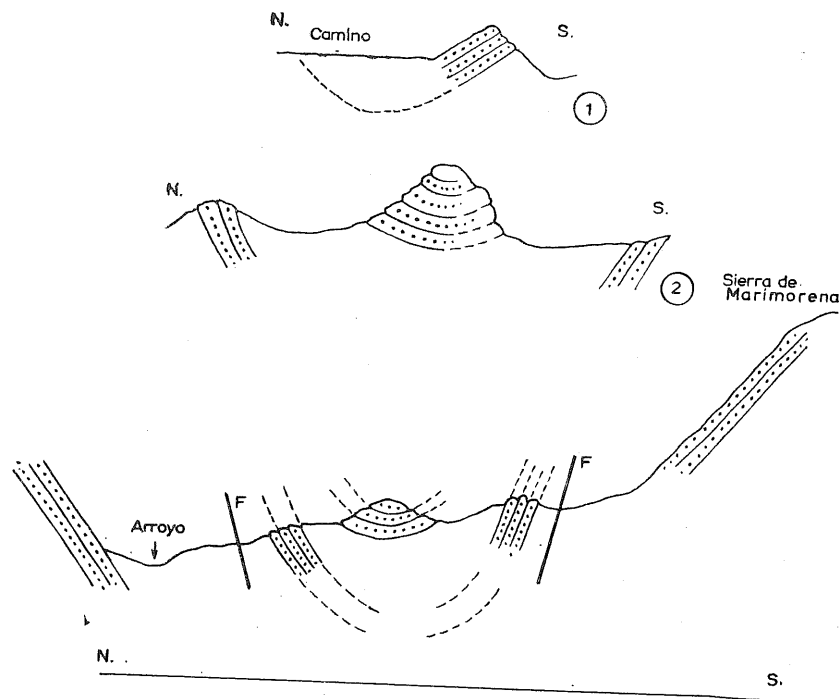 N.
Camino
S.
1
N.
S.
2
Sierra de
Marimorena
F
F
Arroyo
N.
S.